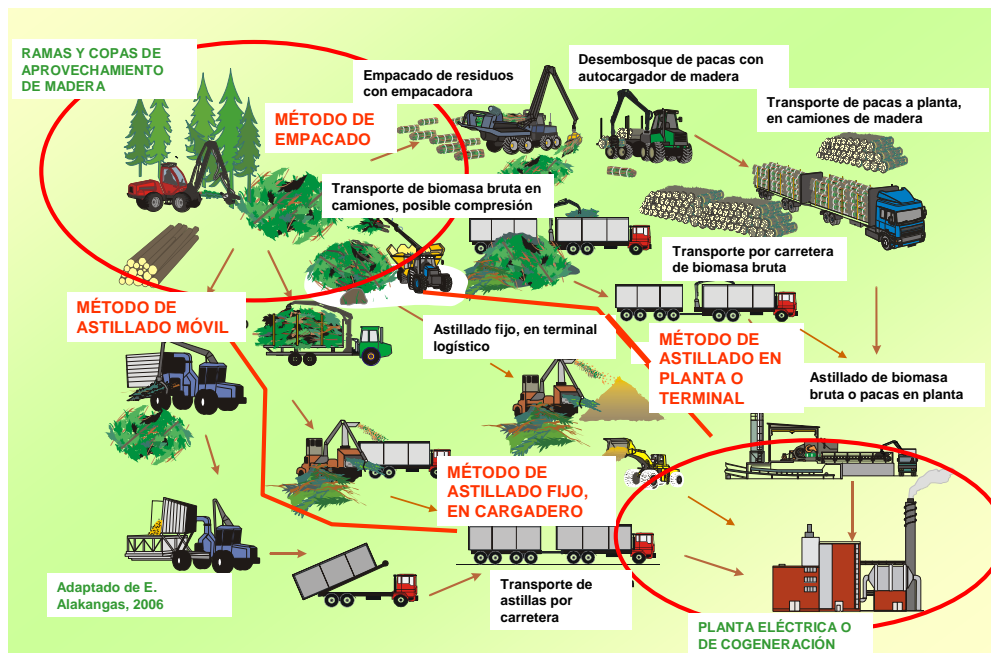 RAMAS Y COPAS DE
APROVECHAMIENTO
DE MADERA
Empacado de residuos
con empacadora
Desembosque de pacas con
autocargador de madera
Transporte de pacas a planta,
en camiones de madera
MÉTODO DE
EMPACADO
Transporte de biomasa bruta en
camiones, posible compresión
Transporte por carretera
de biomasa bruta
MÉTODO DE
ASTILLADO MÓVIL
Astillado fijo, en terminal
logístico
MÉTODO DE
ASTILLADO EN
PLANTA O
TERMINAL
Astillado de biomasa
bruta o pacas en planta
MÉTODO DE
ASTILLADO FIJO,
EN CARGADERO
Adaptado de E.
Alakangas, 2006
Transporte de
astillas por
carretera
PLANTA ELÉCTRICA O
DE COGENERACIÓN